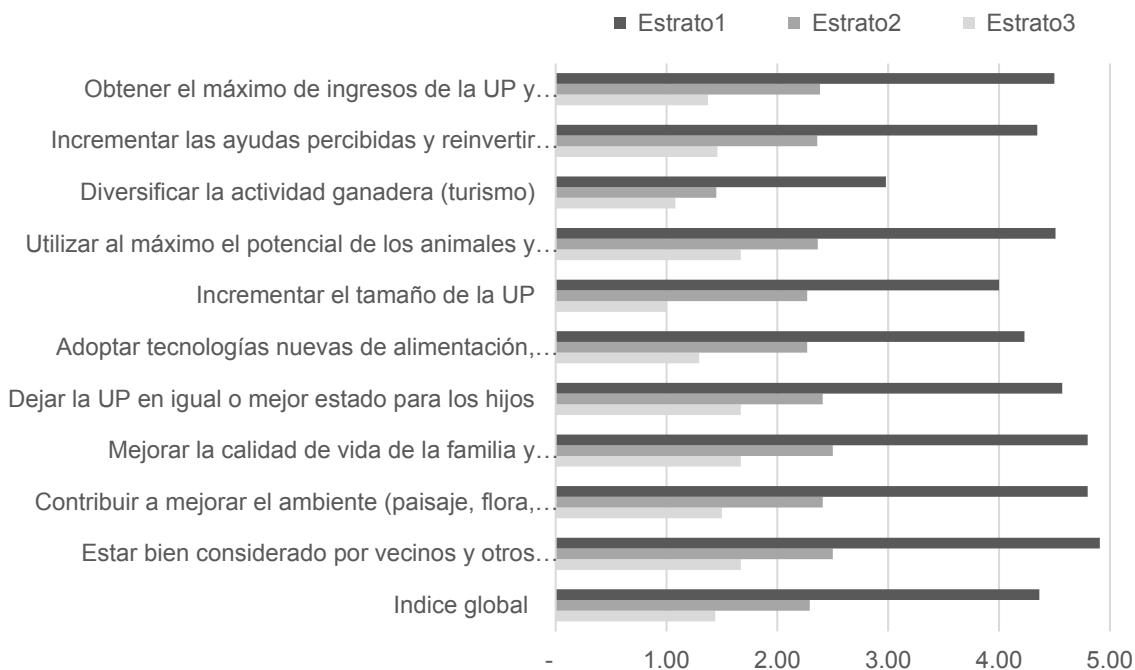 Estrato1 Estrato2 Estrato3
Obtener el máximo de ingresos de la UP y…
Incrementar las ayudas percibidas y reinvertir…
Diversificar la actividad ganadera (turismo)
Utilizar al máximo el potencial de los animales y…
Incrementar el tamaño de la UP
Adoptar tecnologías nuevas de alimentación,…
Dejar la UP en igual o mejor estado para los hijos
Mejorar la calidad de vida de la familia y…
Contribuir a mejorar el ambiente (paisaje, flora,…
Estar bien considerado por vecinos y otros…
Indice global
- 1.00 2.00 3.00 4.00 5.00